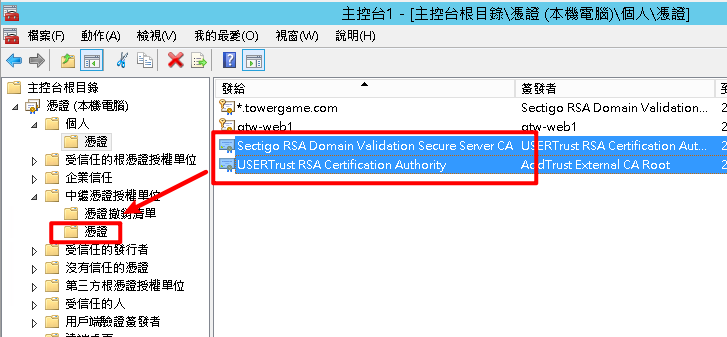 主控台1 - [主控台根目錄\憑證 (本機電腦)\個人\憑證]
檔案(F) 動作(A) 檢視(V) 我的最愛(O) 視窗(W) 說明(H)
主控台根目錄
憑證 (本機電腦)
個人
憑證
受信任的根憑證授權單位
企業信任
中繼憑證授權單位
憑證撤銷清單
憑證
受信任的發行者
沒有信任的憑證
第三方根憑證授權單位
受信任的人
用戶端驗證簽發者
發給 簽發者 2
*.towergame.com Sectigo RSA Domain Validation... 2
gtw-web1 gtw-web1 2
Sectigo RSA Domain Validation Secure Server CA USERTrust RSA Certification Aut... 2
USERTrust RSA Certification Authority AddTrust External CA Root 2